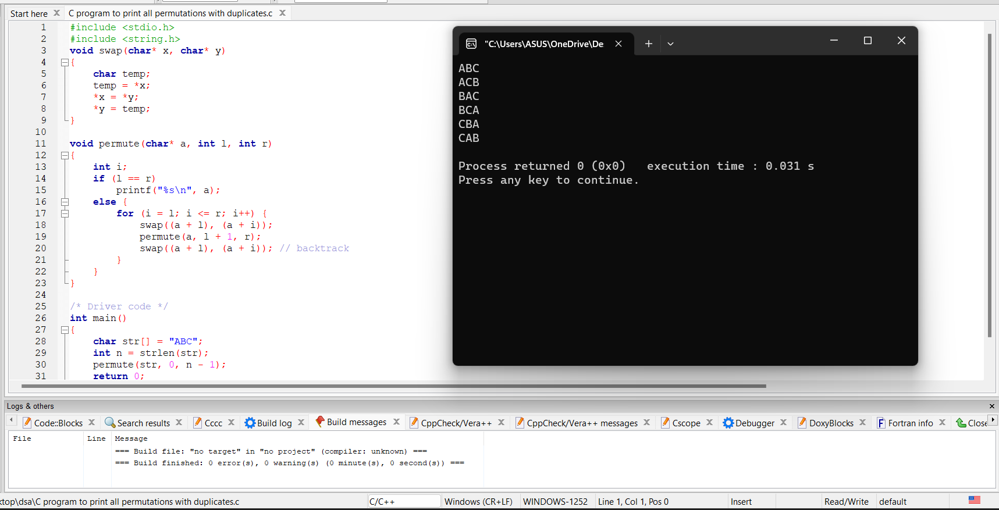 Start here
C program to print all permutations with duplicates.c
1 #include <stdio.h>
2 #include <string.h>
3 void swap(char* x, char* y)
4 {
5     char temp;
6     temp = *x;
7     *x = *y;
8     *y = temp;
9 }
10
11 void permute(char* a, int l, int r)
12 {
13     int i;
14     if (l == r)
15         printf("%s\n", a);
16     else {
17         for (i = l; i <= r; i++) {
18             swap((a + l), (a + i));
19             permute(a, l + 1, r);
20             swap((a + l), (a + i)); // backtrack
21         }
22     }
23 }
24
25 /* Driver code */
26 int main()
27 {
28     char str[] = "ABC";
29     int n = strlen(str);
30     permute(str, 0, n - 1);
31     return 0;
"C:\Users\ASUS\OneDrive\De
ABC
ACB
BAC
BCA
CBA
CAB
Process returned 0 (0x0)   execution time : 0.031 s
Press any key to continue.
Logs & others
Code::Blocks
Search results
Cccc
Build log
Build messages
CppCheck/Vera++
CppCheck/Vera++ messages
Cscope
Debugger
DoxyBlocks
Fortran info
Close
File Line Message
=== Build file: "no target" in "no project" (compiler: unknown) ===
=== Build finished: 0 error(s), 0 warning(s) (0 minute(s), 0 second(s)) ===
ktop\dsa\C program to print all permutations with duplicates.c
C/C++
Windows (CR+LF)
WINDOWS-1252
Line 1, Col 1, Pos 0
Insert
Read/Write
default